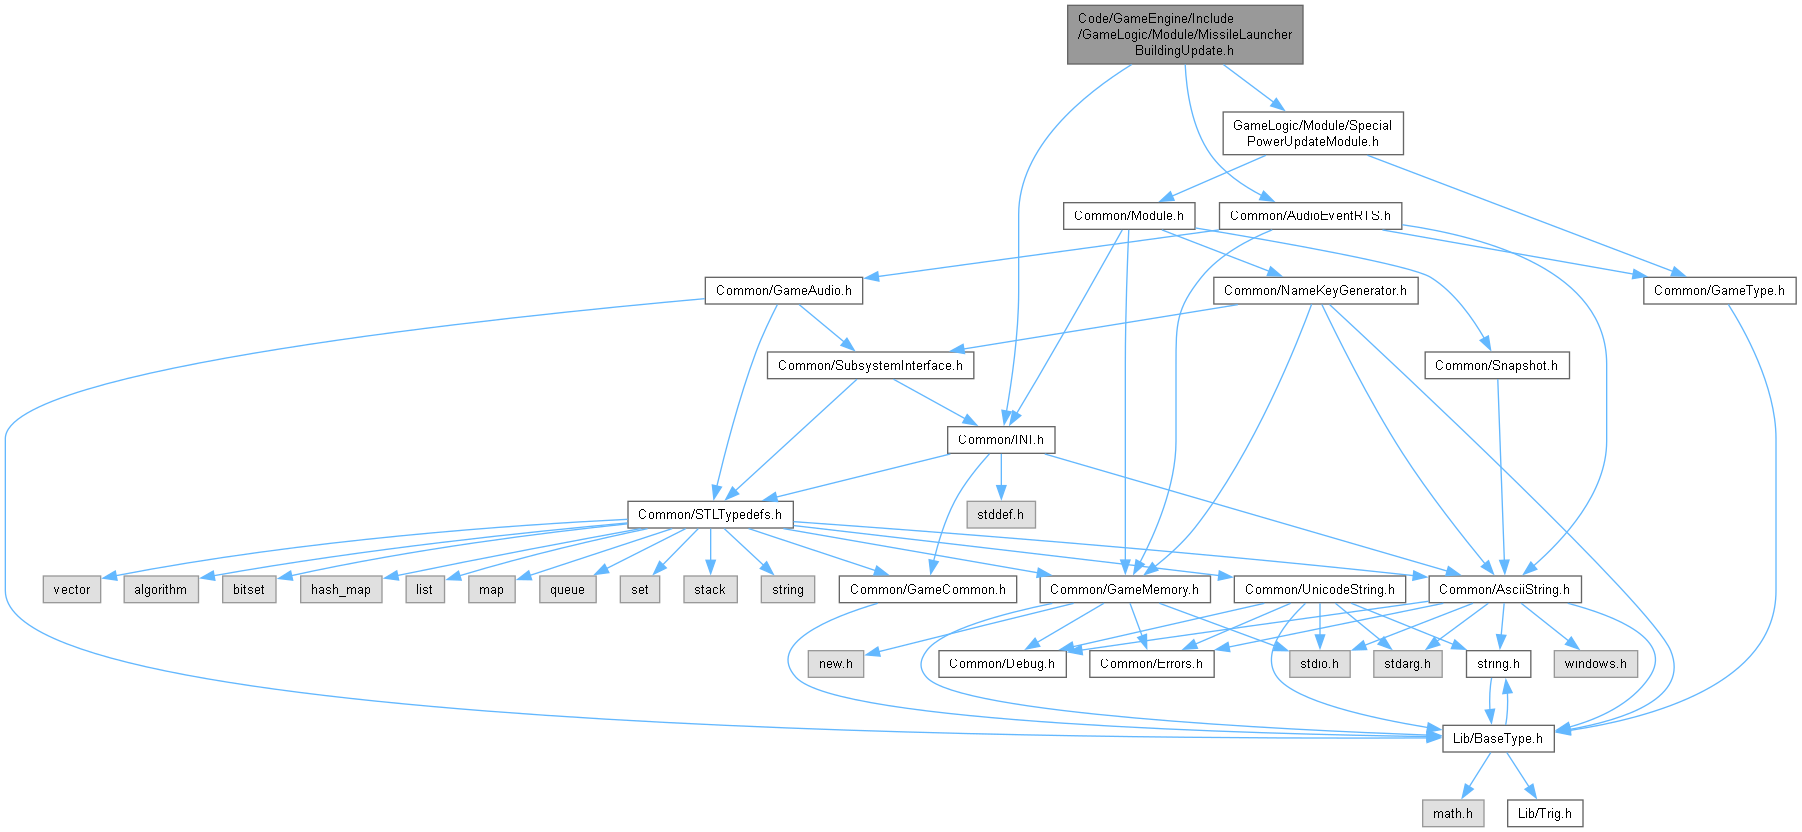 Code/GameEngine/Include
/GameLogic/Module/MissileLauncher
BuildingUpdate.h
GameLogic/Module/Special
PowerUpdateModule.h
Common/Module.h
Common/AudioEventRTS.h
Common/GameAudio.h
Common/NameKeyGenerator.h
Common/GameType.h
Common/SubsystemInterface.h
Common/Snapshot.h
Common/INI.h
Common/STLTypedefs.h
stddef.h
vector
algorithm
bitset
hash_map
list
map
queue
set
stack
string
Common/GameCommon.h
Common/GameMemory.h
Common/UnicodeString.h
Common/AsciiString.h
new.h
Common/Debug.h
Common/Errors.h
stdio.h
stdarg.h
string.h
windows.h
Lib/BaseType.h
math.h
Lib/Trig.h